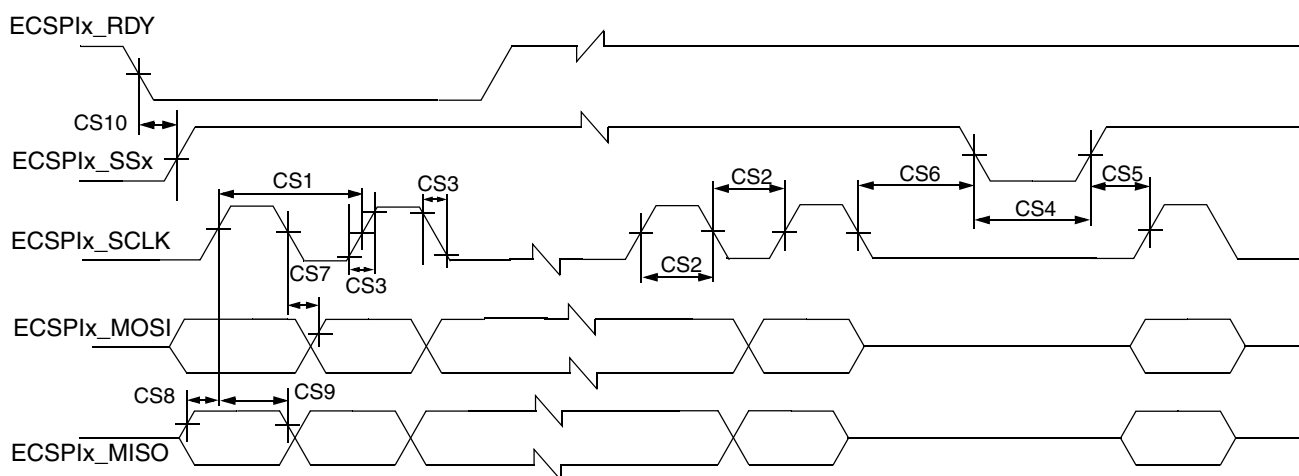 ECSPIx_RDY
CS10
ECSPIx_SSx
CS1
CS3
CS2
CS6
CS5
CS4
ECSPIx_SCLK
CS7
CS3
CS2
ECSPIx_MOSI
CS8
CS9
ECSPIx_MISO